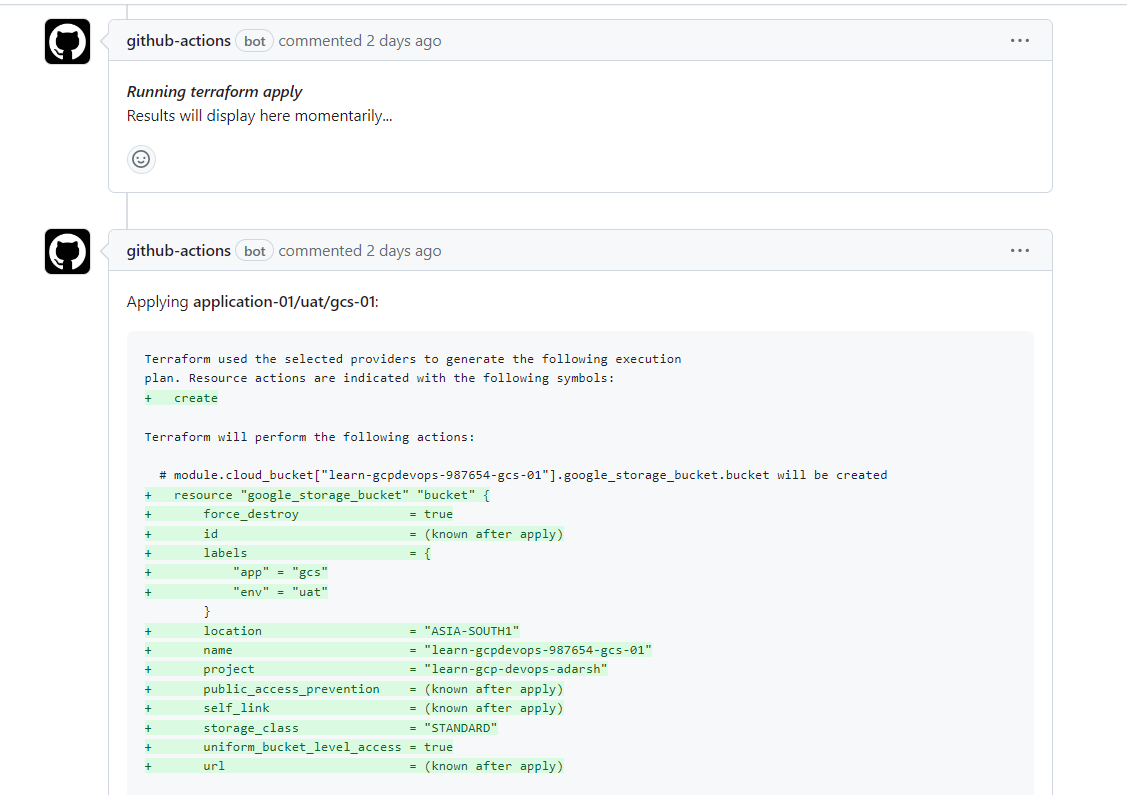 github-actions bot commented 2 days ago
Running terraform apply
Results will display here momentarily...
github-actions bot commented 2 days ago
Applying application-01/uat/gcs-01:
Terraform used the selected providers to generate the following execution
plan. Resource actions are indicated with the following symbols:
+   create
Terraform will perform the following actions:
  # module.cloud_bucket["learn-gcpdevops-987654-gcs-01"].google_storage_bucket.bucket will be created
+   resource "google_storage_bucket" "bucket" {
+       force_destroy               = true
+       id                          = (known after apply)
+       labels                      = {
+           "app" = "gcs"
+           "env" = "uat"
        }
+       location                    = "ASIA-SOUTH1"
+       name                        = "learn-gcpdevops-987654-gcs-01"
+       project                     = "learn-gcp-devops-adarsh"
+       public_access_prevention    = (known after apply)
+       self_link                   = (known after apply)
+       storage_class               = "STANDARD"
+       uniform_bucket_level_access = true
+       url                         = (known after apply)